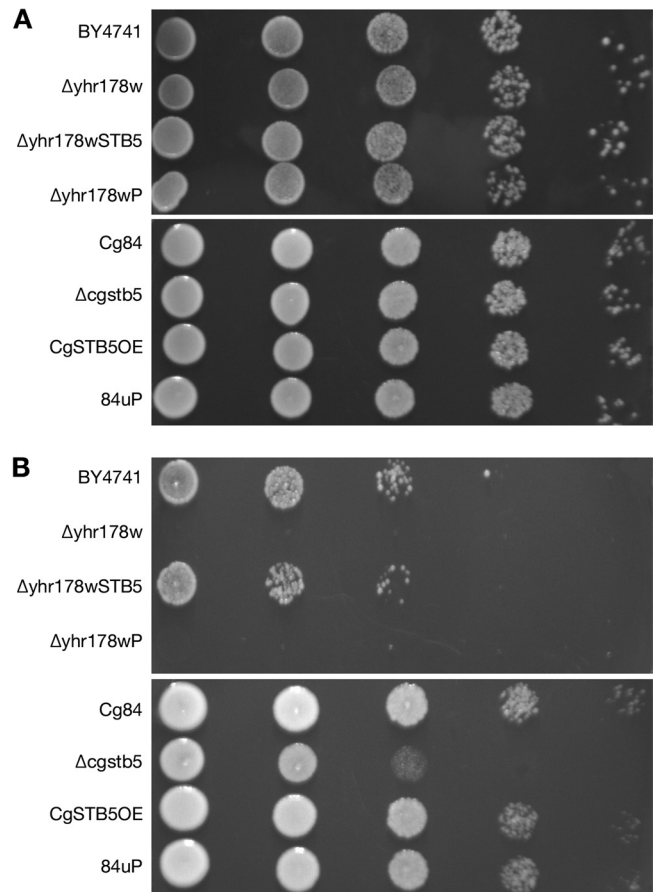 A
BY4741
Δyhr178w
Δyhr178wSTB5
Δyhr178wP
Cg84
Δcgstb5
CgSTB5OE
84uP
B
BY4741
Δyhr178w
Δyhr178wSTB5
Δyhr178wP
Cg84
Δcgstb5
CgSTB5OE
84uP